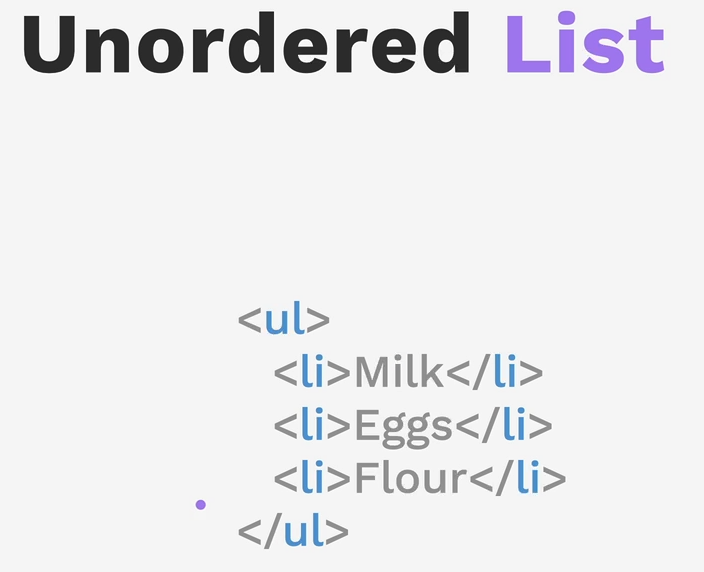 Unordered List
<ul>
<li>Milk</li>
<li>Eggs</li>
<li>Flour</li>
</ul>